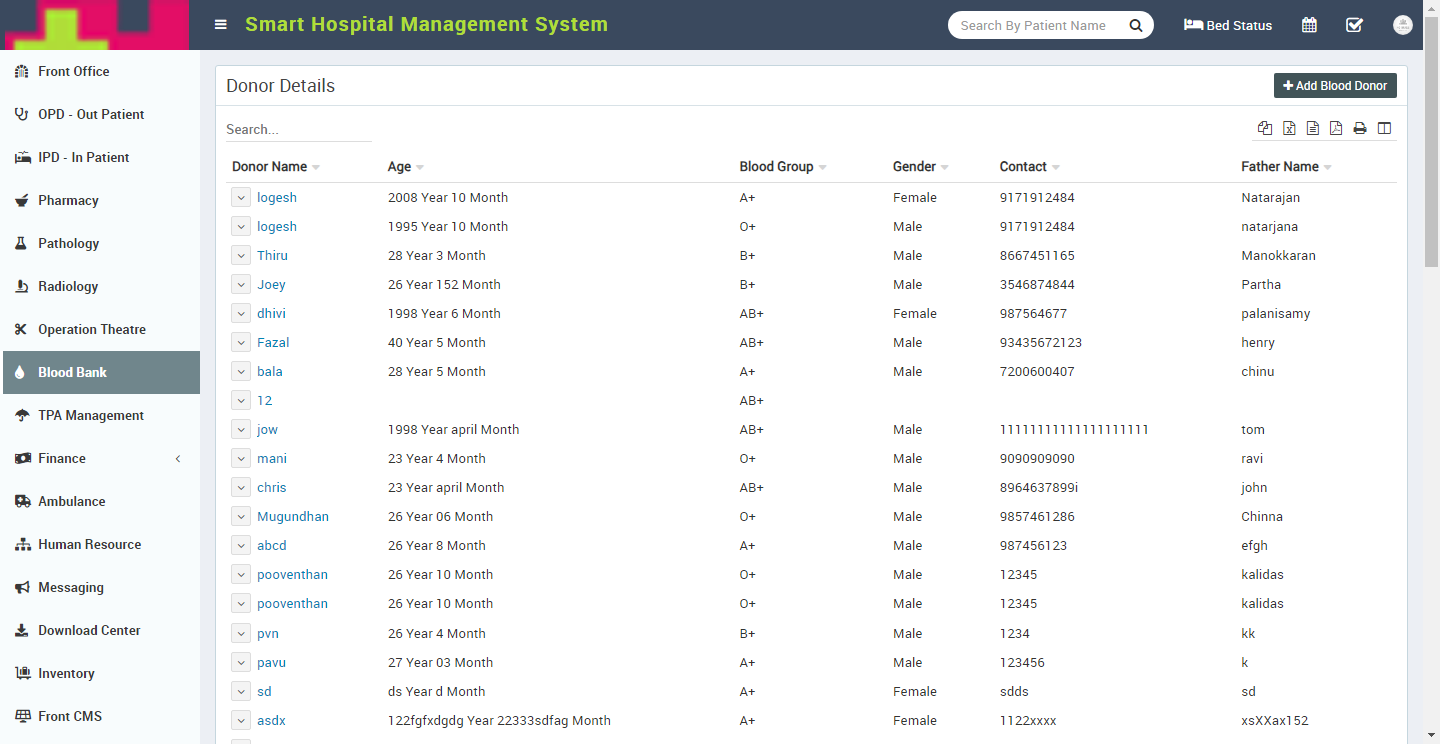 Smart Hospital Management System
Search By Patient Name
Bed Status
Front Office
OPD - Out Patient
IPD - In Patient
Pharmacy
Pathology
Radiology
Operation Theatre
Blood Bank
TPA Management
Finance
Ambulance
Human Resource
Messaging
Download Center
Inventory
Front CMS
Donor Details
Add Blood Donor
Search...
Donor Name Age Blood Group Gender Contact Father Name
logesh 2008 Year 10 Month A+ Female 9171912484 Natarajan
logesh 1995 Year 10 Month O+ Male 9171912484 natarjana
Thiru 28 Year 3 Month B+ Male 8667451165 Manokkaran
Joey 26 Year 152 Month B+ Male 3546874844 Partha
dhivi 1998 Year 6 Month AB+ Female 987564677 palanisamy
Fazal 40 Year 5 Month AB+ Male 93435672123 henry
bala 28 Year 5 Month A+ Male 7200600407 chinu
12 AB+
jow 1998 Year april Month AB+ Male 11111111111111111111 tom
mani 23 Year 4 Month O+ Male 9090909090 ravi
chris 23 Year april Month AB+ Male 8964637899i john
Mugundhan 26 Year 06 Month O+ Male 9857461286 Chinna
abcd 26 Year 8 Month A+ Male 987456123 efgh
pooventhan 26 Year 10 Month O+ Male 12345 kalidas
pooventhan 26 Year 10 Month O+ Male 12345 kalidas
pvn 26 Year 4 Month B+ Male 1234 kk
pavu 27 Year 03 Month A+ Male 123456 k
sd ds Year d Month A+ Female sdds sd
asdx 122fgfxdgdg Year 22333sdfag Month A+ Female 1122xxxx xsXXax152